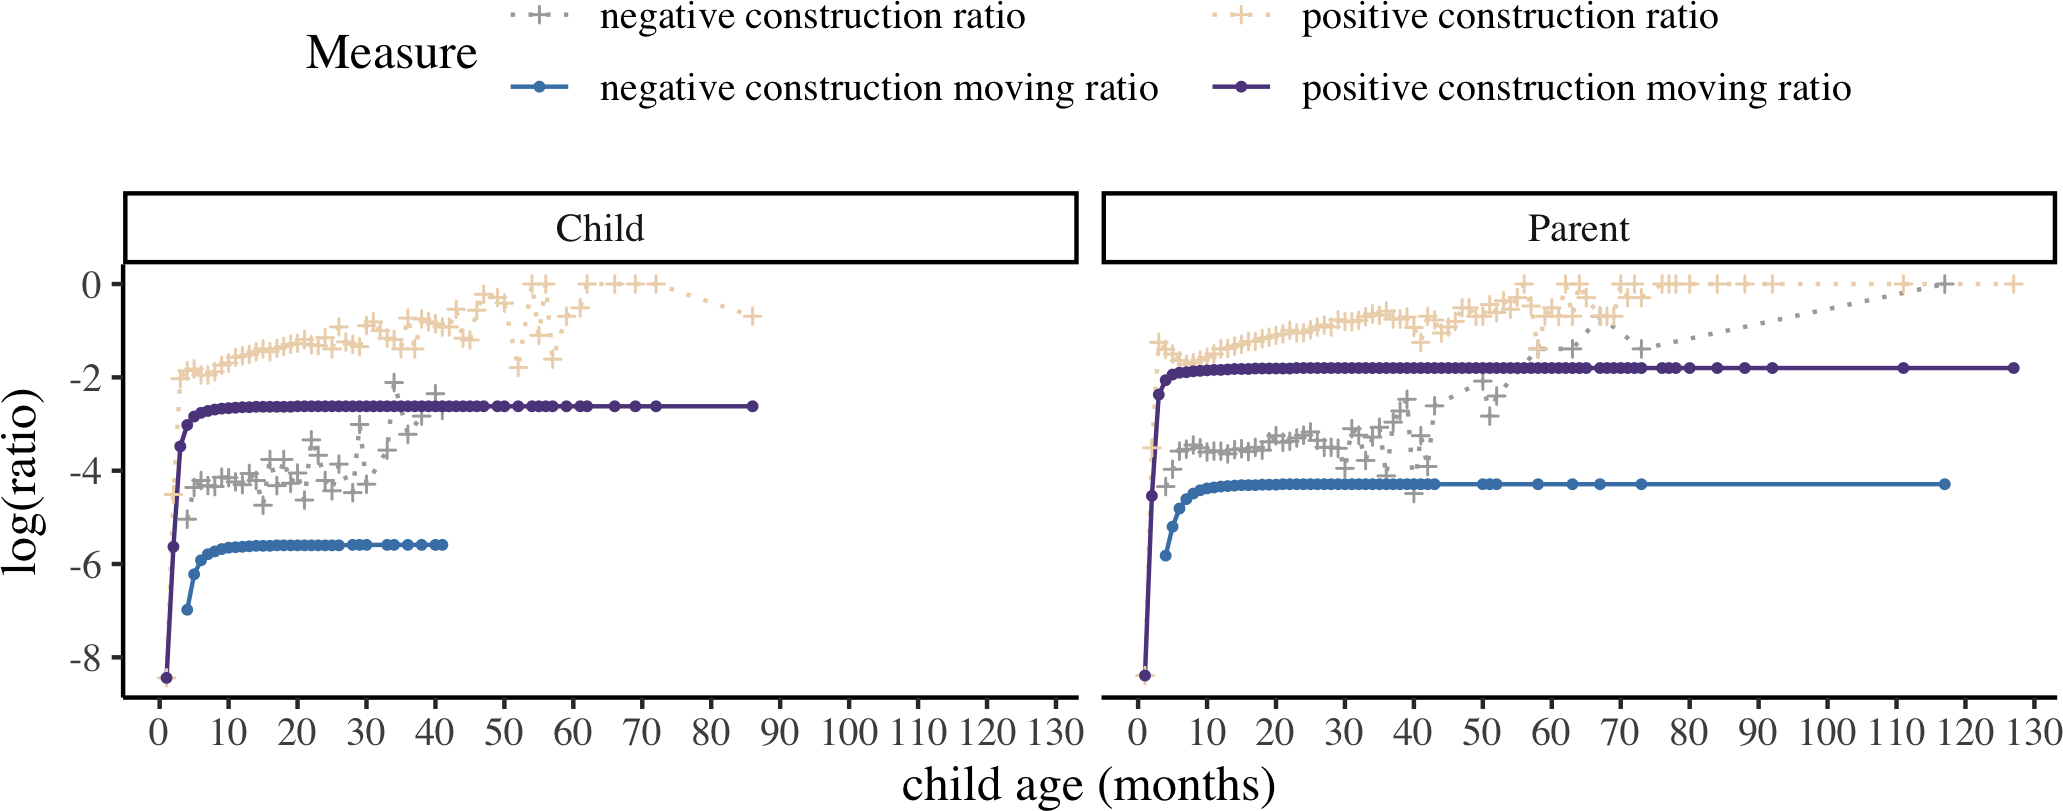 Measure
negative construction ratio
positive construction ratio
negative construction moving ratio
positive construction moving ratio
Child
Parent
log(ratio)
0
-2
-4
-6
-8
0 10 20 30 40 50 60 70 80 90 100 110 120 130
0 10 20 30 40 50 60 70 80 90 100 110 120 130
child age (months)